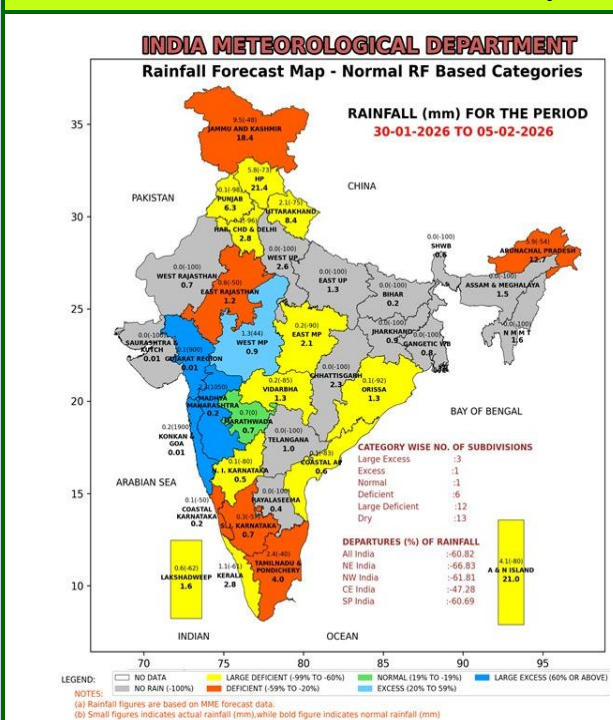 INDIA METEOROLOGICAL DEPARTMENT
Rainfall Forecast Map - Normal RF Based Categories
RAINFALL (mm) FOR THE PERIOD
30-01-2026 TO 05-02-2026
35
30
25
20
15
10
9.5(-48)
JAMMU AND KASHMIR
18.4
5.8(-73)
HP
21.4
CHINA
PAKISTAN
0.1(-98)
PUNJAB
6.3
2.1(-75)
UTTARAKHAND
8.4
0.1(-96)
HAR. CHD & DELHI
2.8
0.0(-100)
WEST UP
2.6
0.0(-100)
SHWB
0.6
5.9(-54)
ARUNACHAL PRADESH
12.7
0.0(-100)
WEST RAJASTHAN
0.7
0.6(-50)
EAST RAJASTHAN
1.2
0.0(-100)
EAST UP
1.3
0.0(-100)
BIHAR
0.2
0.0(-100)
ASSAM & MEGHALAYA
1.5
0.0(-100)
N M M T
1.6
0.0(-100)
SAURASHTRA &
KUTCH
0.01
0.1(900)
GUJARAT REGION
0.01
1.3(44)
WEST MP
0.9
0.2(-90)
EAST MP
2.1
0.0(-100)
JHARKHAND
0.9
0.0(-100)
GANGETIC WB
0.8
0.0(-100)
CHHATTISGARH
2.3
0.1(-92)
ORISSA
1.3
(1050)
MADHYA
MAHARASHTRA
0.2
0.2(-85)
VIDARBHA
1.3
0.7(0)
MARATHWADA
0.7
BAY OF BENGAL
0.2(1900)
KONKAN &
GOA
0.01
0.0(-100)
TELANGANA
1.0
0.1(-83)
COASTAL AP
0.6
0.1(-80)
N. I. KARNATAKA
0.5
ARABIAN SEA
0.1(-50)
COASTAL
KARNATAKA
0.2
0.0(-100)
RAYALASEEMA
0.4
S. I. KARNATAKA
0.7
CATEGORY WISE NO. OF SUBDIVISIONS
Large Excess :3
Excess :1
Normal :1
Deficient :6
Large Deficient :12
Dry :13
DEPARTURES (%) OF RAINFALL
All India :-60.82
NE India :-66.83
NW India :-61.81
CE India :-47.28
SP India :-60.69
0.6(-62)
LAKSHADWEEP
1.6
1.1(-61)
KERALA
2.8
2.4(-40)
TAMILNADU &
PONDICHERY
4.0
4.1(-80)
A & N ISLAND
21.0
INDIAN OCEAN
70 75 80 85 90 95
LEGEND:
NO DATA LARGE DEFICIENT (-99% TO -60%) NORMAL (19% TO -19%) LARGE EXCESS (60% OR ABOVE)
NO RAIN (-100%) DEFICIENT (-59% TO -20%) EXCESS (20% TO 59%)
NOTES:
(a) Rainfall figures are based on MME forecast data.
(b) Small figures indicates actual rainfall (mm),while bold figure indicates normal rainfall (mm)